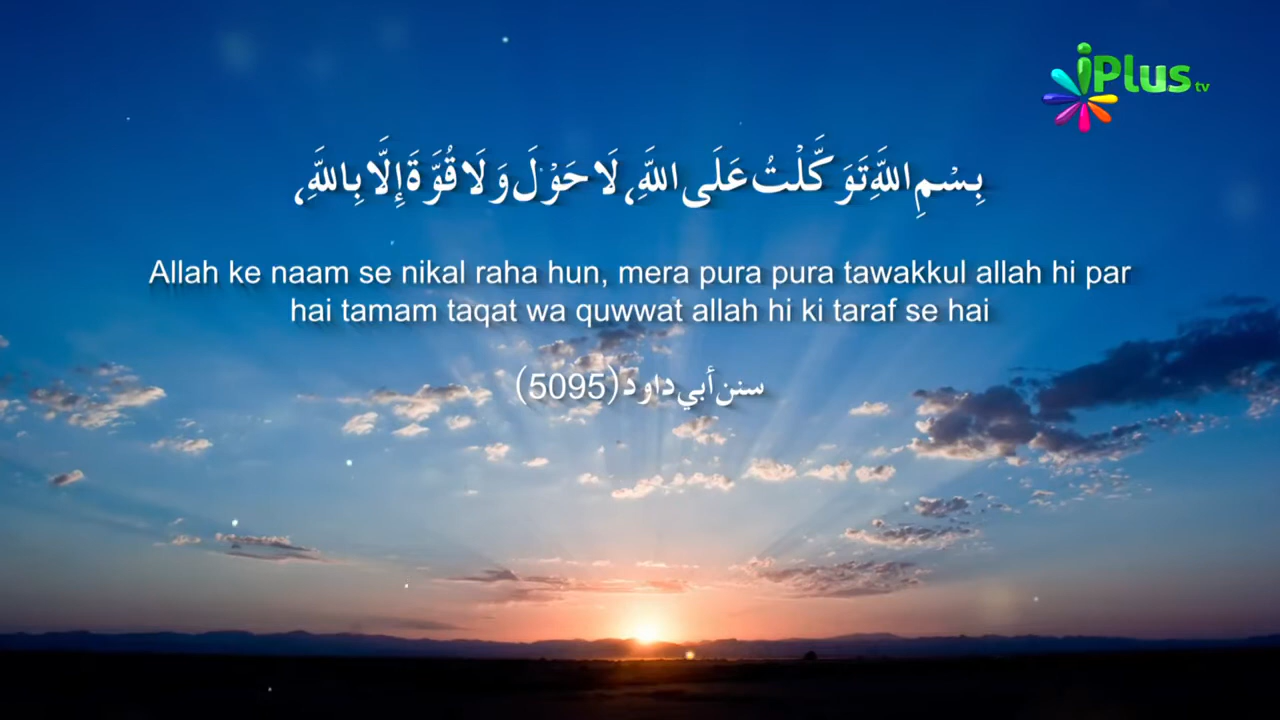 iPlus tv
بِسْمِ اللَّهِ تَوَكَّلْتُ عَلَى اللَّهِ، لَا حَوْلَ وَلَا قُوَّةَ إِلَّا بِاللَّهِ،
Allah ke naam se nikal raha hun, mera pura pura tawakkul allah hi par
hai tamam taqat wa quwwat allah hi ki taraf se hai
سنن أبي داود (5095)